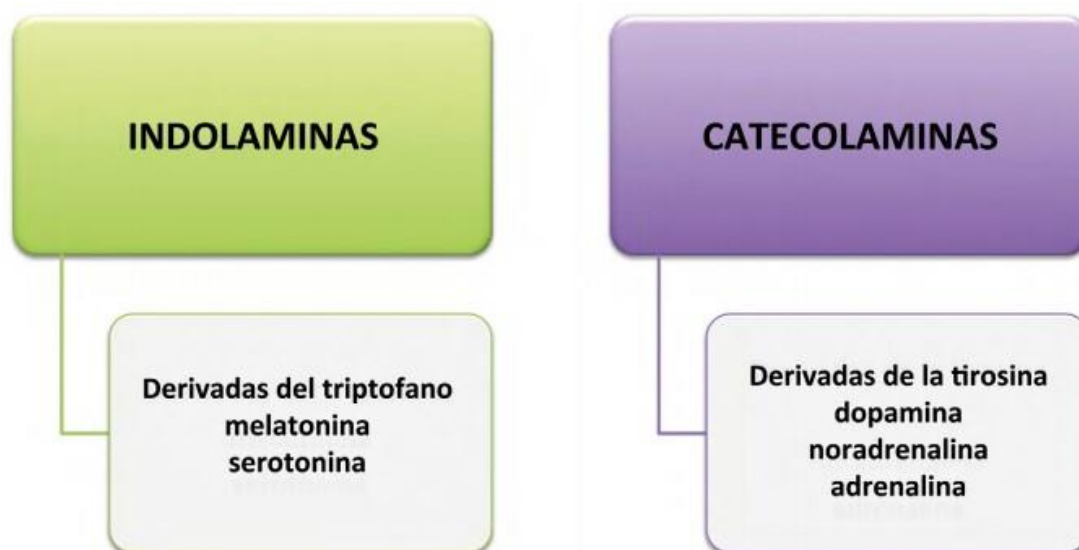 INDOLAMINAS
Derivadas del triptofano
melatonina
serotonina
CATECOLAMINAS
Derivadas de la tirosina
dopamina
noradrenalina
adrenalina